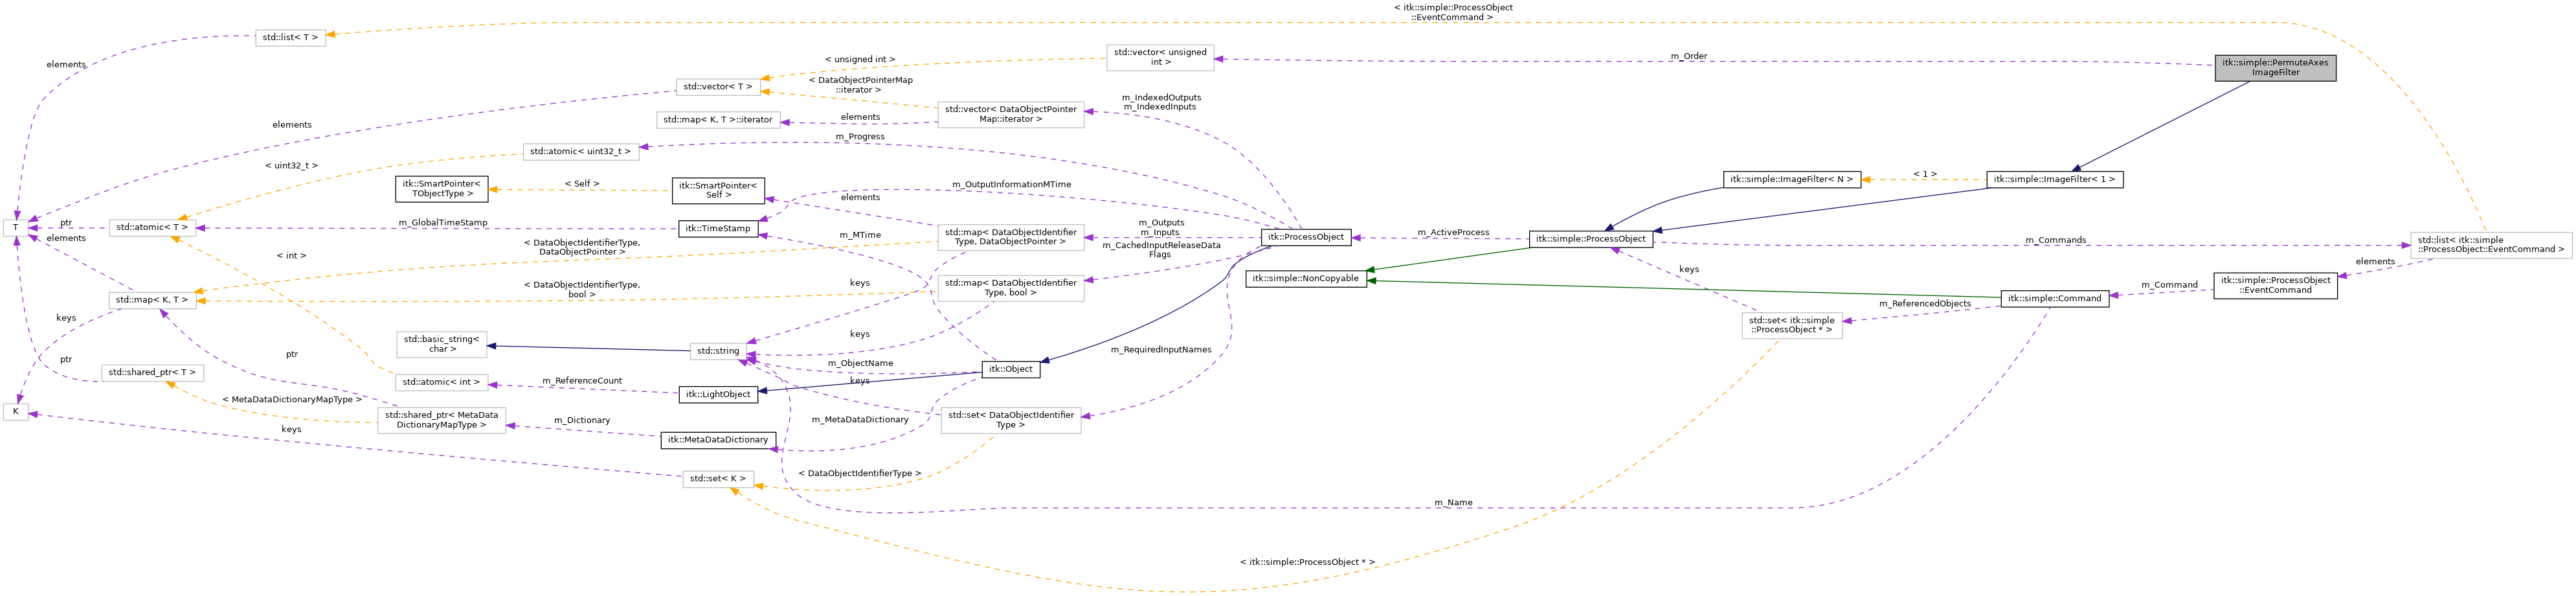 < itk::simple::ProcessObject
::EventCommand >
std::list< T >
elements
std::vector< unsigned
int >
< unsigned int >
m_Order
itk::simple::PermuteAxes
ImageFilter
std::vector< T >
< DataObjectPointerMap
::iterator >
m_IndexedOutputs
m_IndexedInputs
std::vector< DataObjectPointer
Map::iterator >
elements
std::map< K, T >::iterator
elements
m_Progress
std::atomic< uint32_t >
< uint32_t >
itk::SmartPointer<
TObjectType >
< Self >
itk::SmartPointer<
Self >
m_OutputInformationMTime
elements
itk::simple::ImageFilter< N >
< 1 >
itk::simple::ImageFilter< 1 >
T
ptr
std::atomic< T >
m_GlobalTimeStamp
itk::TimeStamp
m_MTime
std::map< DataObjectIdentifier
Type, DataObjectPointer >
m_Outputs
m_Inputs
itk::ProcessObject
m_ActiveProcess
itk::simple::ProcessObject
m_Commands
std::list< itk::simple
::ProcessObject::EventCommand >
elements
< DataObjectIdentifierType,
DataObjectPointer >
m_CachedInputReleaseData
Flags
< int >
elements
itk::simple::ProcessObject
::EventCommand
m_Command
itk::simple::Command
m_ReferencedObjects
itk::simple::NonCopyable
keys
std::map< DataObjectIdentifier
Type, bool >
keys
< DataObjectIdentifierType,
bool >
std::map< K, T >
keys
std::set< itk::simple
::ProcessObject * >
std::basic_string<
char >
std::string
keys
m_RequiredInputNames
m_ObjectName
itk::Object
ptr
ptr
std::shared_ptr< T >
std::atomic< int >
m_ReferenceCount
keys
itk::LightObject
< MetaDataDictionaryMapType >
K
std::shared_ptr< MetaData
DictionaryMapType >
m_Dictionary
m_MetaDataDictionary
std::set< DataObjectIdentifier
Type >
keys
itk::MetaDataDictionary
< DataObjectIdentifierType >
std::set< K >
m_Name
< itk::simple::ProcessObject * >